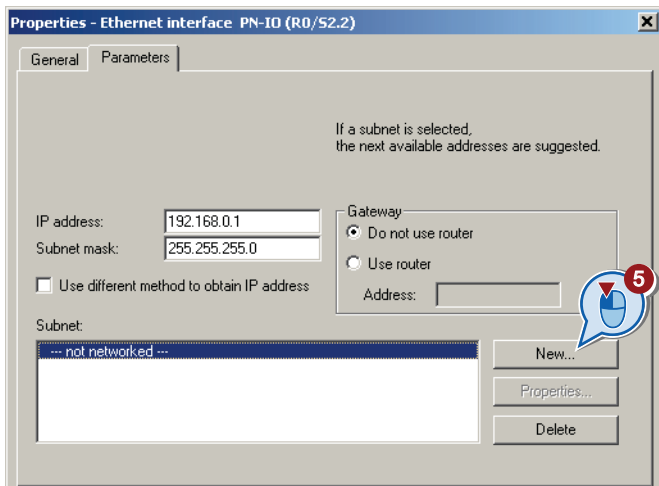 Properties - Ethernet interface PN-IO (R0/S2.2)
General Parameters
If a subnet is selected,
the next available addresses are suggested.
IP address: 192.168.0.1
Subnet mask: 255.255.255.0
Use different method to obtain IP address
Gateway
Do not use router
Use router
Address:
5
Subnet:
--- not networked ---
New...
Properties...
Delete